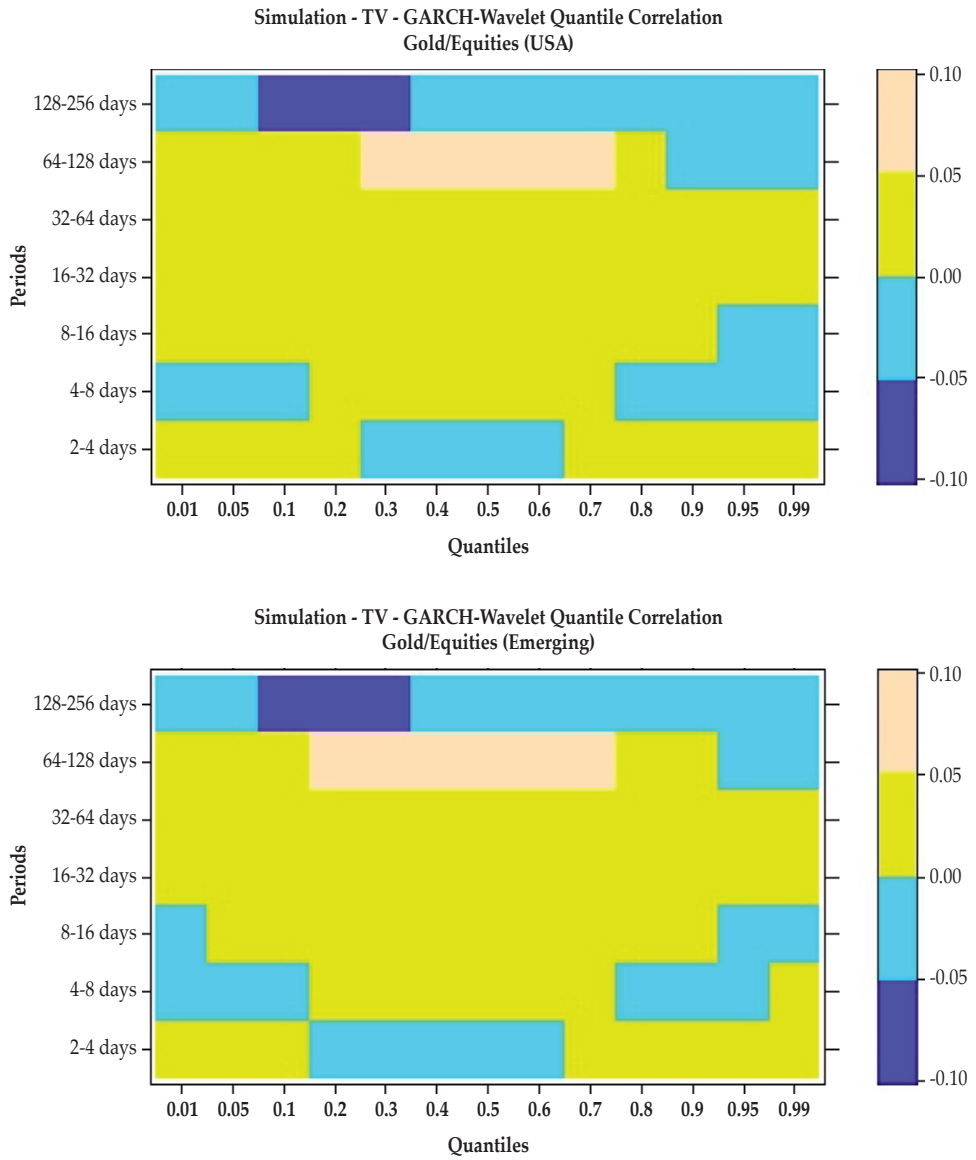 Simulation - TV - GARCH-Wavelet Quantile Correlation
Gold/Equities (USA)
Periods
128-256 days
64-128 days
32-64 days
16-32 days
8-16 days
4-8 days
2-4 days
0.01 0.05 0.1 0.2 0.3 0.4 0.5 0.6 0.7 0.8 0.9 0.95 0.99
Quantiles
0.10
0.05
0.00
-0.05
-0.10
Simulation - TV - GARCH-Wavelet Quantile Correlation
Gold/Equities (Emerging)
Periods
128-256 days
64-128 days
32-64 days
16-32 days
8-16 days
4-8 days
2-4 days
0.01 0.05 0.1 0.2 0.3 0.4 0.5 0.6 0.7 0.8 0.9 0.95 0.99
Quantiles
0.10
0.05
0.00
-0.05
-0.10